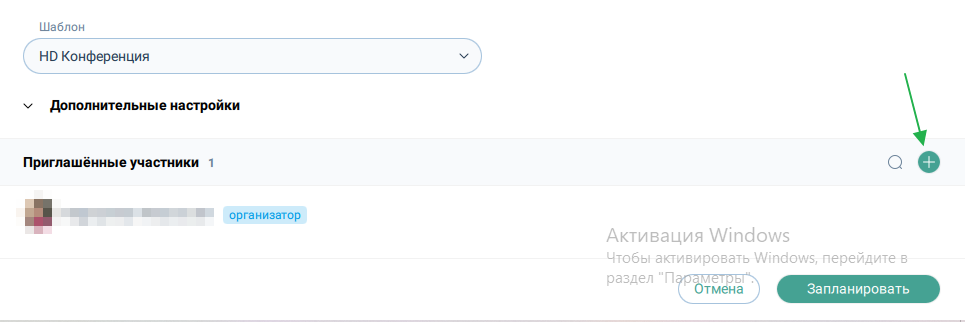 Шаблон
HD Конференция
Дополнительные настройки
Приглашённые участники 1
организатор
Активация Windows
Чтобы активировать Windows, перейдите в
раздел "Параметры".
Отмена
Запланировать